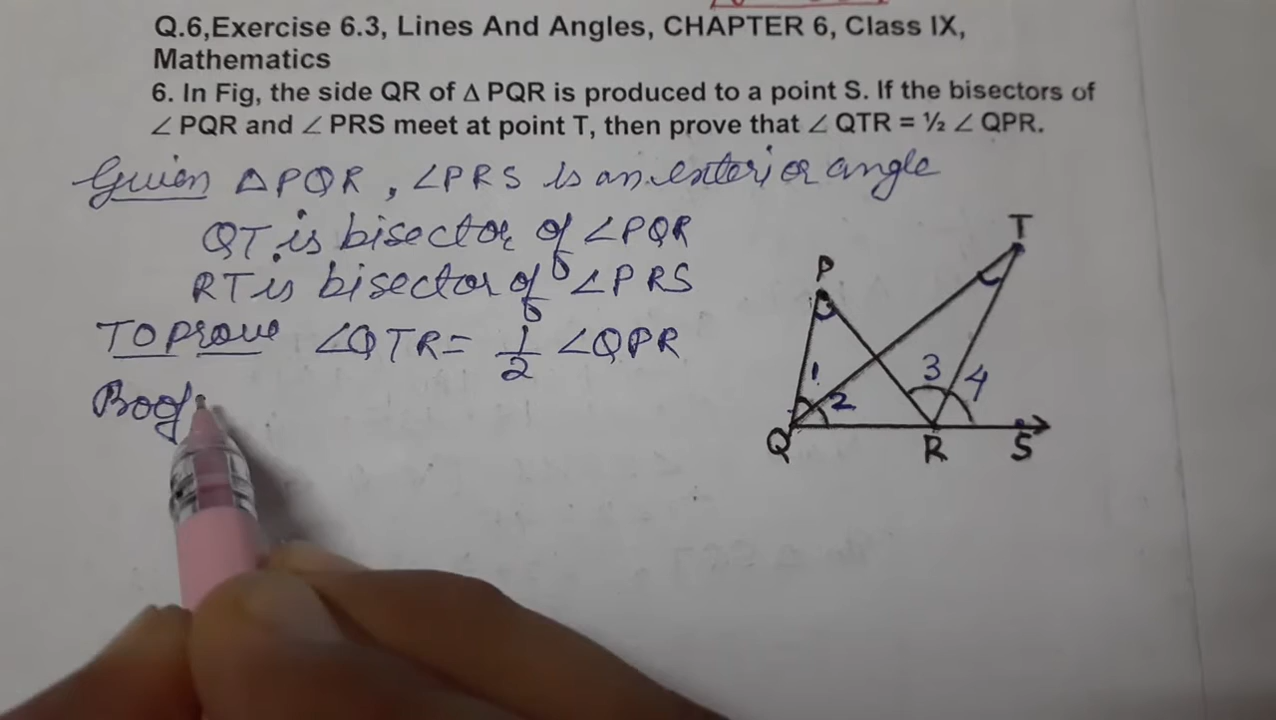 Q.6,Exercise 6.3, Lines And Angles, CHAPTER 6, Class IX,
Mathematics
6. In Fig, the side QR of Δ PQR is produced to a point S. If the bisectors of
∠ PQR and ∠ PRS meet at point T, then prove that ∠ QTR = ½ ∠ QPR.
Given ΔPQR, ∠PRS is an exterior angle
QT is bisector of ∠PQR
RT is bisector of ∠PRS
TO prove ∠QTR = 1/2 ∠QPR
Proof
T
P
1
2
3
4
Q
R
S